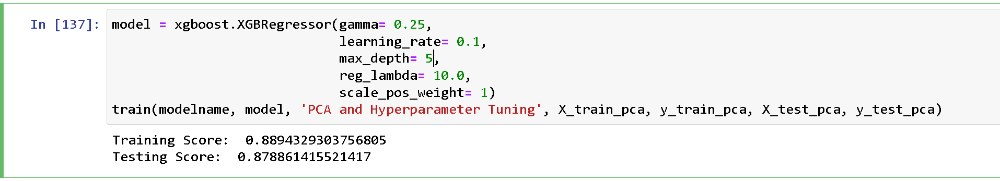 In [137]: model = xgboost.XGBRegressor(gamma= 0.25,
learning_rate= 0.1,
max_depth= 5,
reg_lambda= 10.0,
scale_pos_weight= 1)
train(modelname, model, 'PCA and Hyperparameter Tuning', X_train_pca, y_train_pca, X_test_pca, y_test_pca)
Training Score:  0.8894329303756805
Testing Score:  0.878861415521417